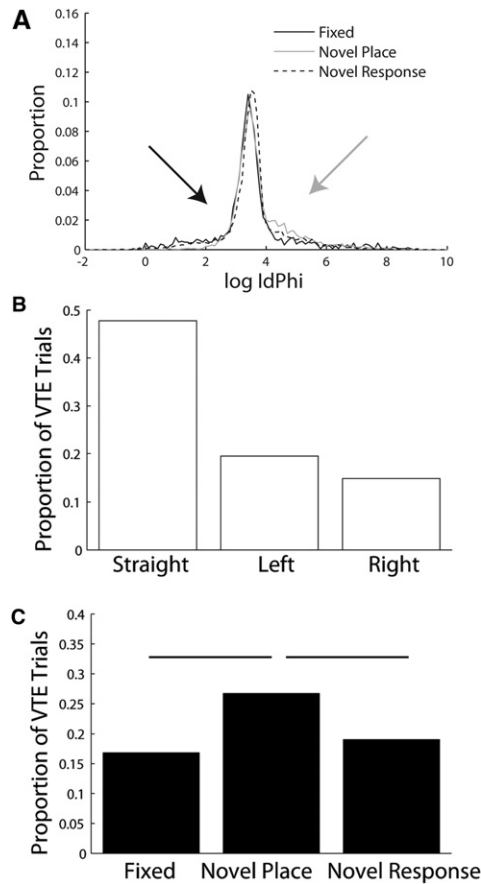 A
0.16
0.14
0.12
0.1
0.08
0.06
0.04
0.02
0
Proportion
Fixed
Novel Place
Novel Response
-2 0 2 4 6 8 10
log IdPhi
B
0.5
0.4
0.3
0.2
0.1
0
Proportion of VTE Trials
Straight Left Right
C
0.4
0.35
0.3
0.25
0.2
0.15
0.1
0.05
0
Proportion of VTE Trials
Fixed Novel Place Novel Response